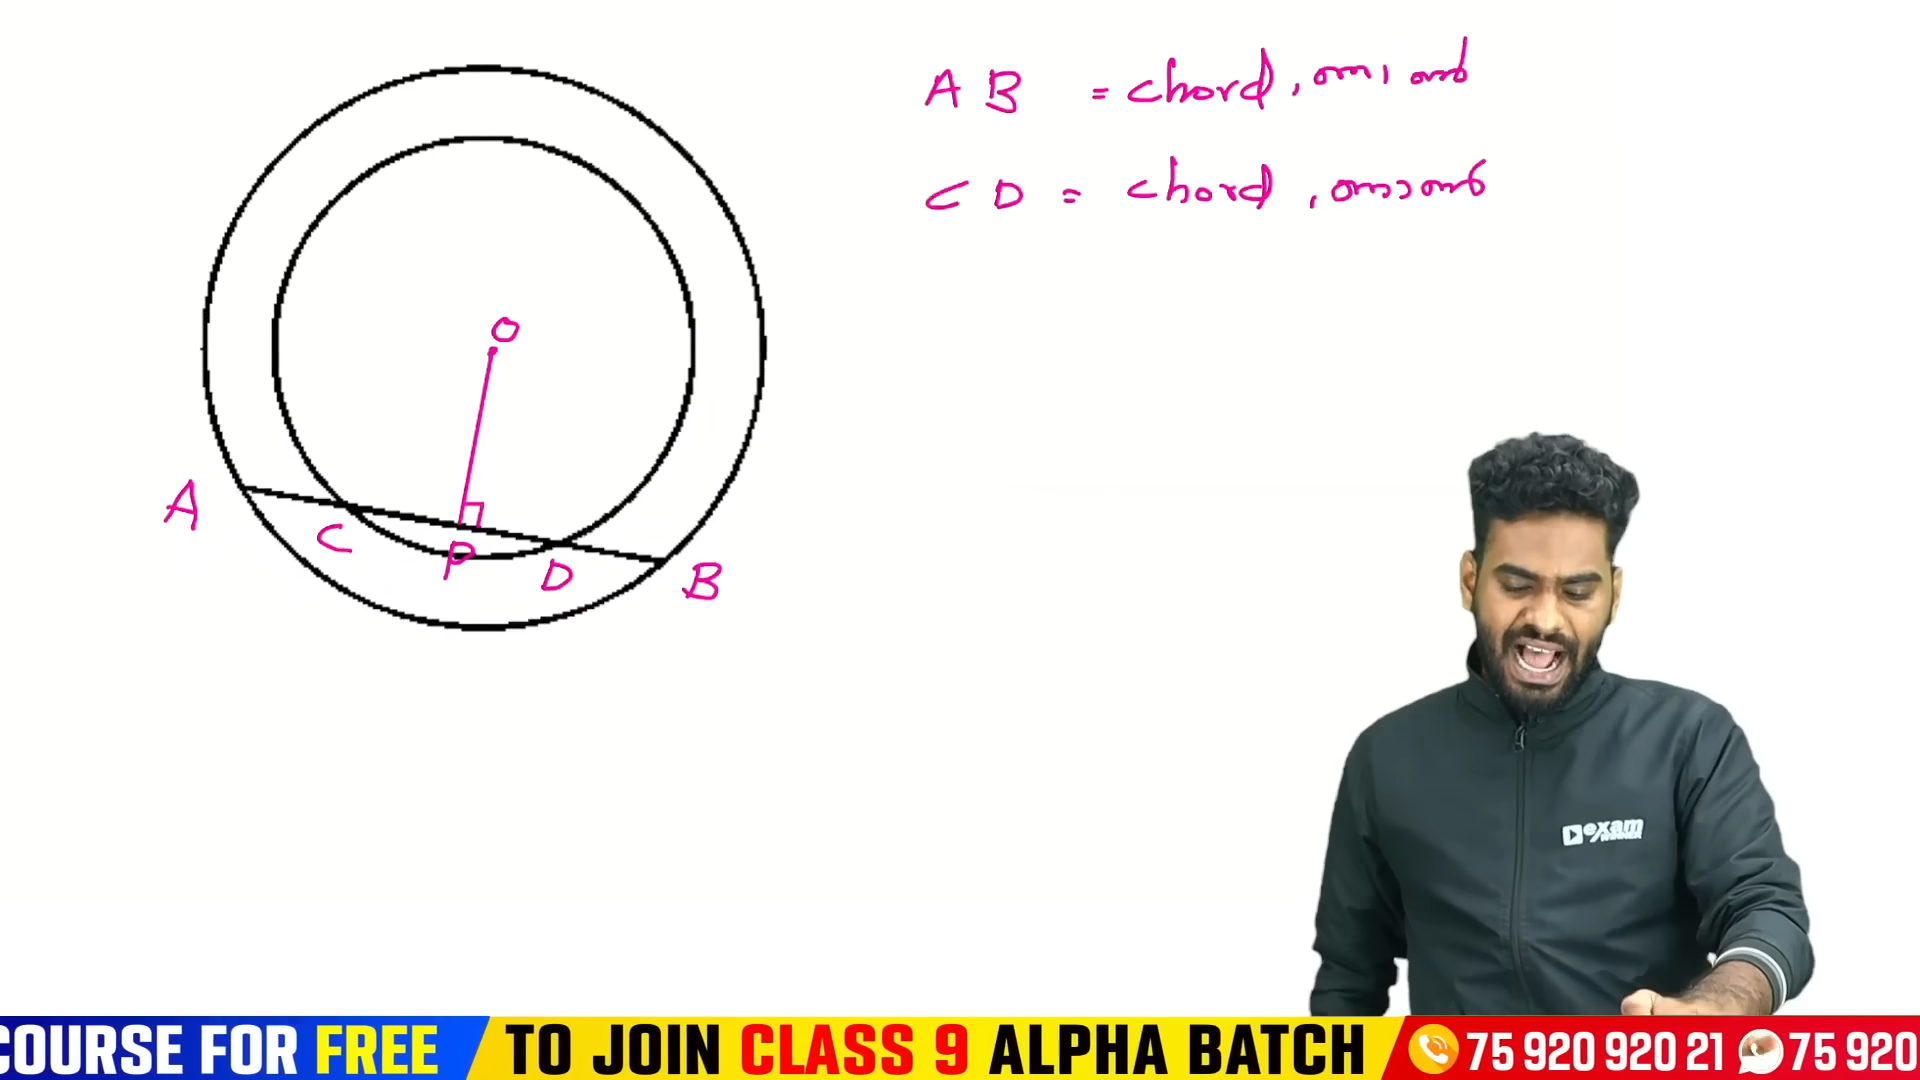 A B = chord, ഞാൺ
CD = chord, ഞാൺ
O
A
C
P
D
B
exam
WINNER
COURSE FOR FREE TO JOIN CLASS 9 ALPHA BATCH 75 920 920 21 75 920